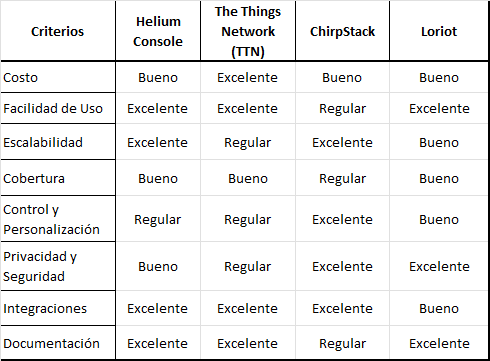 Criterios Helium Console The Things Network (TTN) ChirpStack Loriot
Costo Bueno Excelente Bueno Bueno
Facilidad de Uso Excelente Excelente Regular Excelente
Escalabilidad Excelente Regular Excelente Bueno
Cobertura Bueno Bueno Regular Bueno
Control y Personalización Regular Regular Excelente Bueno
Privacidad y Seguridad Bueno Regular Excelente Excelente
Integraciones Excelente Excelente Excelente Bueno
Documentación Excelente Excelente Regular Excelente